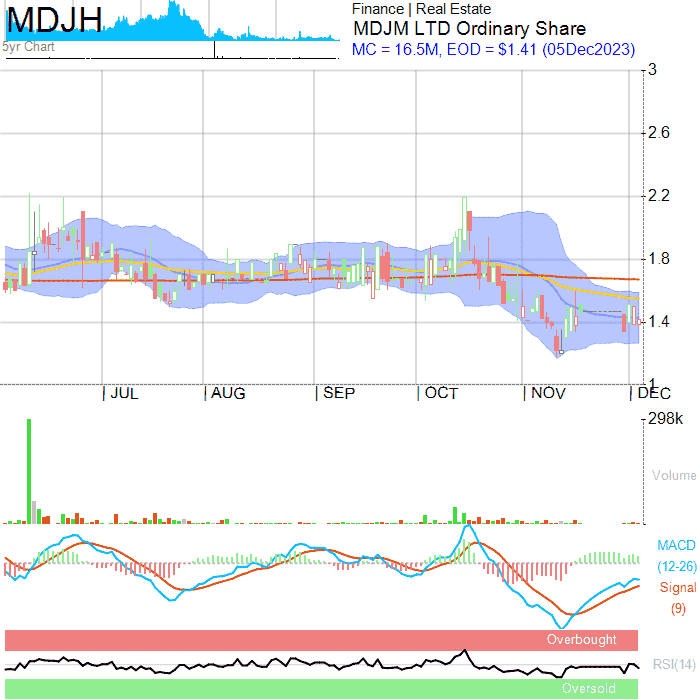 MDJH
5yr Chart
Finance | Real Estate
MDJM LTD Ordinary Share
MC = 16.5M, EOD = $1.41 (05Dec2023)
3
2.6
2.2
1.8
1.4
1
| JUL | AUG | SEP | OCT | NOV | DEC
298k
Volume
MACD
(12-26)
Signal
(9)
Overbought
RSI(14)
Oversold